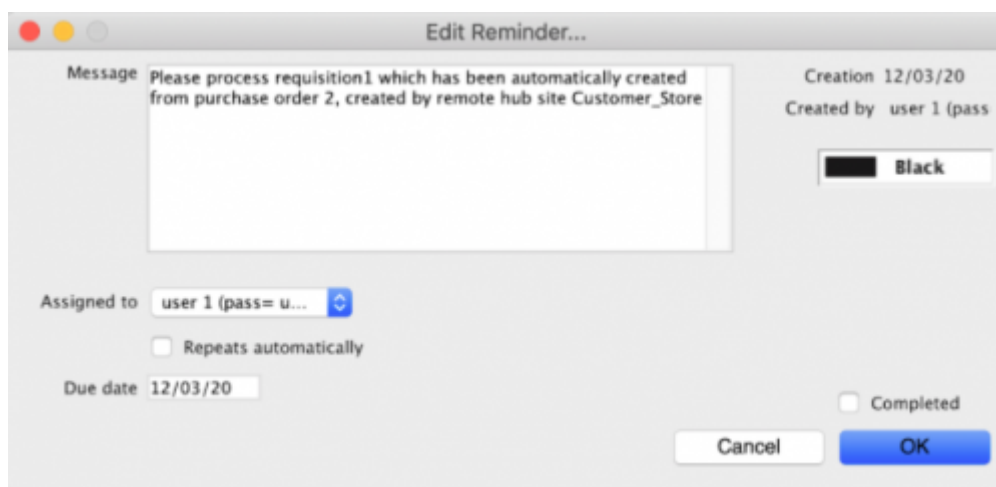 Edit Reminder...
Message
Please process requisition1 which has been automatically created
from purchase order 2, created by remote hub site Customer_Store
Creation 12/03/20
Created by user 1 (pass
Black
Assigned to user 1 (pass= u...
Repeats automatically
Due date 12/03/20
Completed
Cancel OK